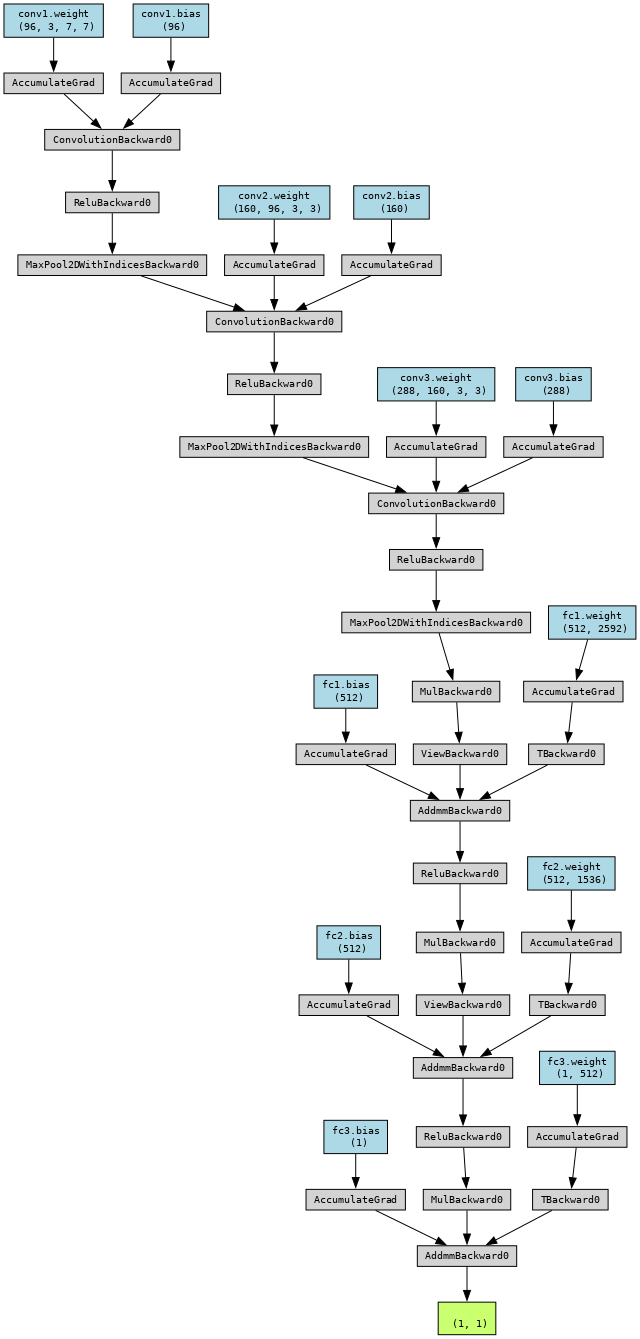 conv1.weight
(96, 3, 7, 7)
conv1.bias
(96)
AccumulateGrad
AccumulateGrad
ConvolutionBackward0
ReluBackward0
conv2.weight
(160, 96, 3, 3)
conv2.bias
(160)
MaxPool2DWithIndicesBackward0
AccumulateGrad
AccumulateGrad
ConvolutionBackward0
ReluBackward0
conv3.weight
(288, 160, 3, 3)
conv3.bias
(288)
MaxPool2DWithIndicesBackward0
AccumulateGrad
AccumulateGrad
ConvolutionBackward0
ReluBackward0
MaxPool2DWithIndicesBackward0
fc1.weight
(512, 2592)
fc1.bias
(512)
MulBackward0
AccumulateGrad
AccumulateGrad
ViewBackward0
TBackward0
AddmmBackward0
ReluBackward0
fc2.weight
(512, 1536)
fc2.bias
(512)
MulBackward0
AccumulateGrad
AccumulateGrad
ViewBackward0
TBackward0
AddmmBackward0
fc3.weight
(1, 512)
fc3.bias
(1)
ReluBackward0
AccumulateGrad
AccumulateGrad
MulBackward0
TBackward0
AddmmBackward0
(1, 1)